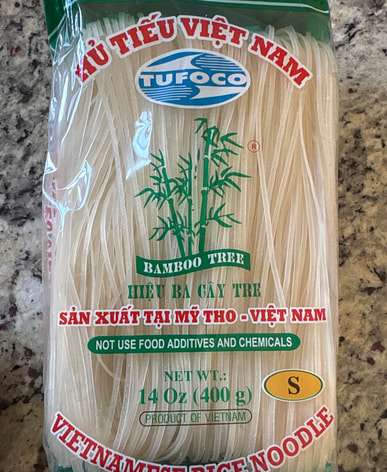 HỦ TIẾU VIỆT NAM
TUFOCO
®
BAMBOO TREE
HIỆU BA CÂY TRE
SẢN XUẤT TẠI MỸ THO - VIỆT NAM
NOT USE FOOD ADDITIVES AND CHEMICALS
NET WT.:
14 Oz (400 g)
S
PRODUCT OF VIETNAM
VIETNAMESE RICE NOODLE